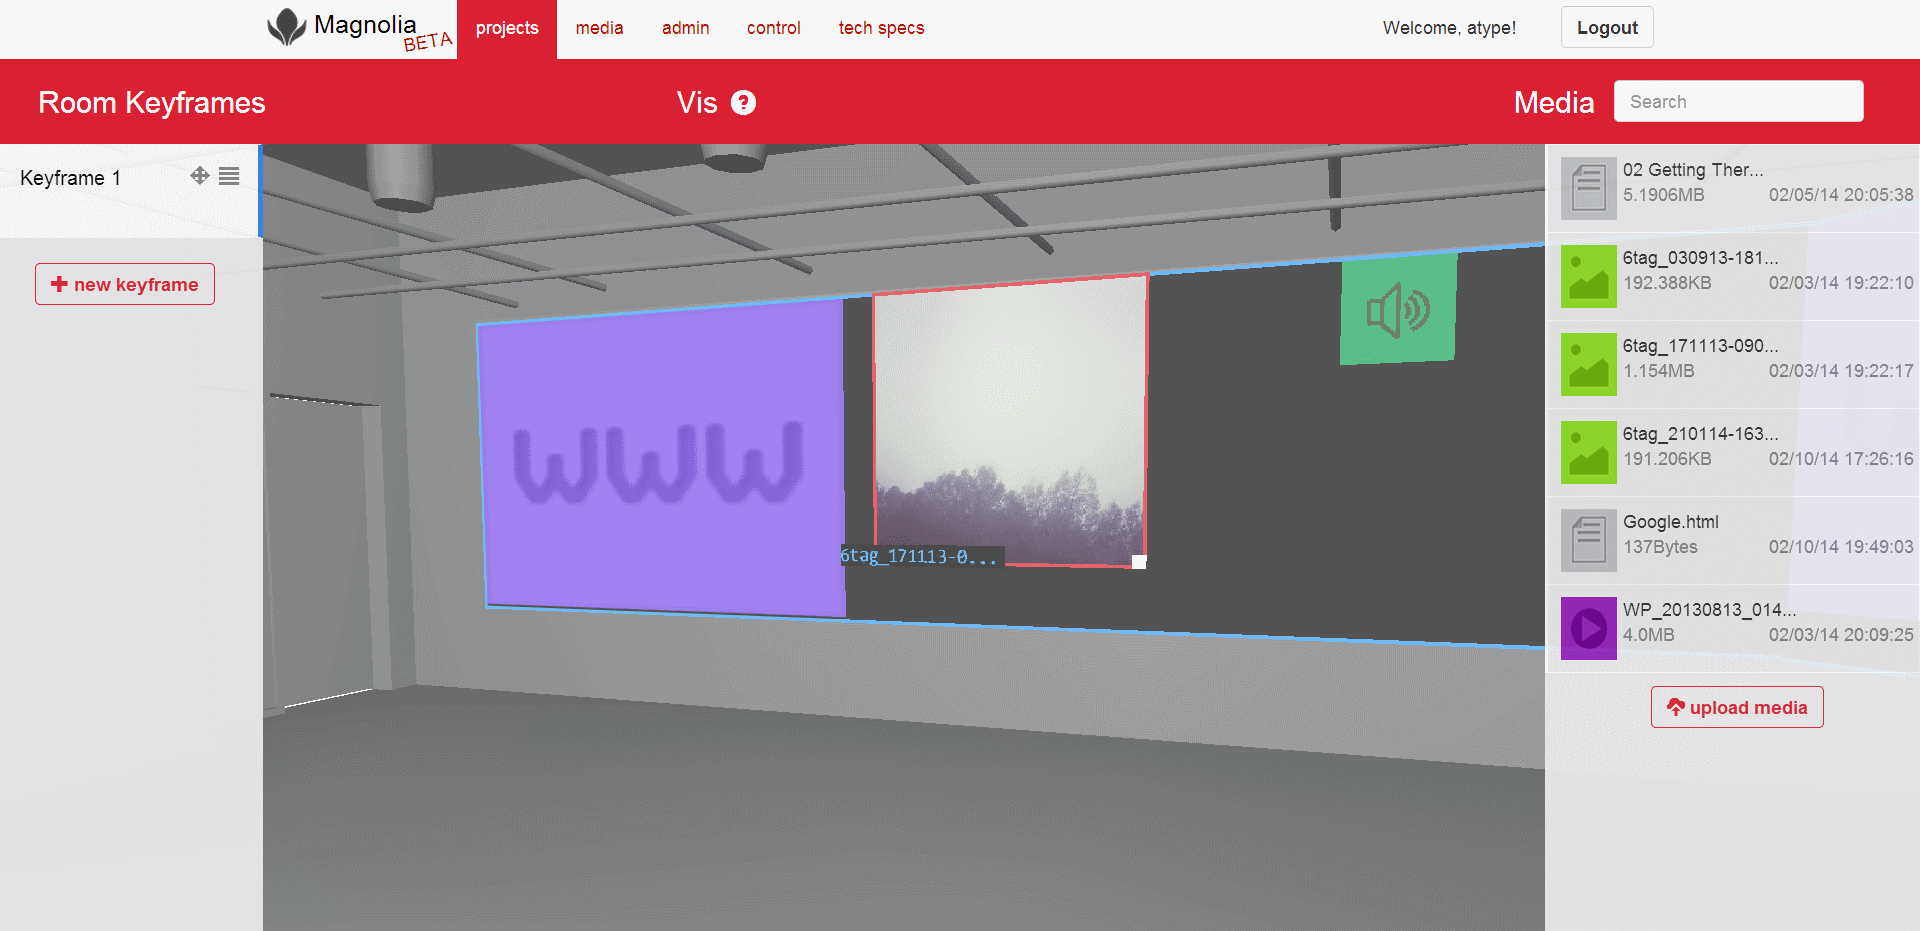 Magnolia
BETA
projects
media
admin
control
tech specs
Welcome, atype!
Logout
Room Keyframes
Vis ?
Media
Search
Keyframe 1
new keyframe
www
6tag_171113-0...
02 Getting Ther...
5.1906MB 02/05/14 20:05:38
6tag_030913-181...
192.388KB 02/03/14 19:22:10
6tag_171113-090...
1.154MB 02/03/14 19:22:17
6tag_210114-163...
191.206KB 02/10/14 17:26:16
Google.html
137Bytes 02/10/14 19:49:03
WP_20130813_014...
4.0MB 02/03/14 20:09:25
upload media